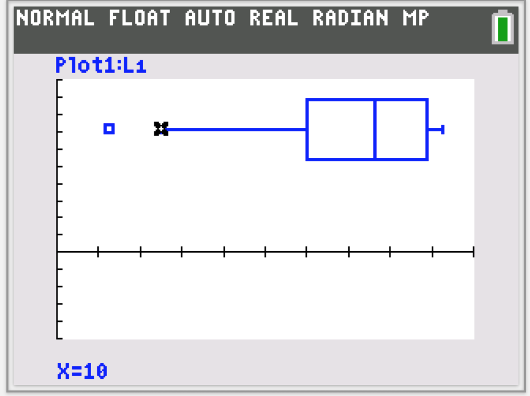 NORMAL FLOAT AUTO REAL RADIAN MP
Plot1:L1
X=10